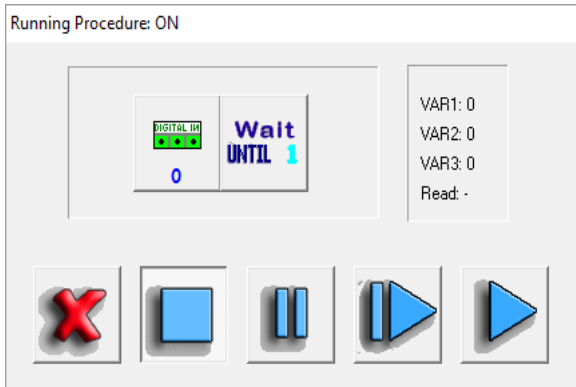 Running Procedure: ON
DIGITAL IN
0
Wait
UNTIL 1
VAR1: 0
VAR2: 0
VAR3: 0
Read: -